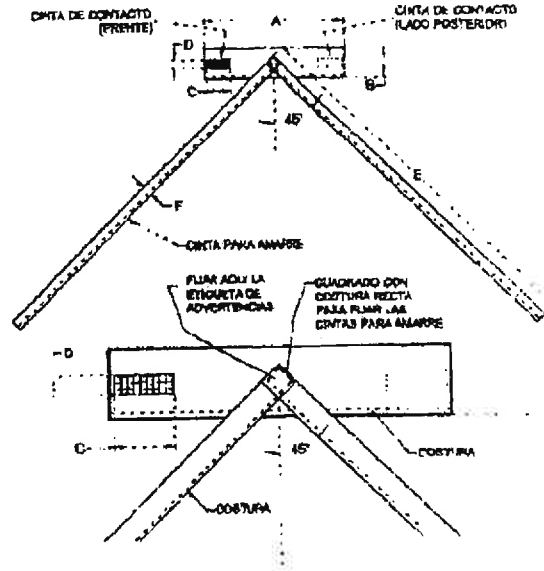 CINTA DE CONTACTO
(FRENTE)
A
CINTA DE CONTACTO
(LADO POSTERIOR)
D
B
C
45°
E
F
CINTA PARA AMARRE
FIJAR AQUI LA
ETIQUETA DE
ADVERTENCIAS
CUADRADO CON
COSTURA RECTA
PARA FIJAR LAS
CINTAS PARA AMARRE
D
C
45°
COSTURA
COSTURA